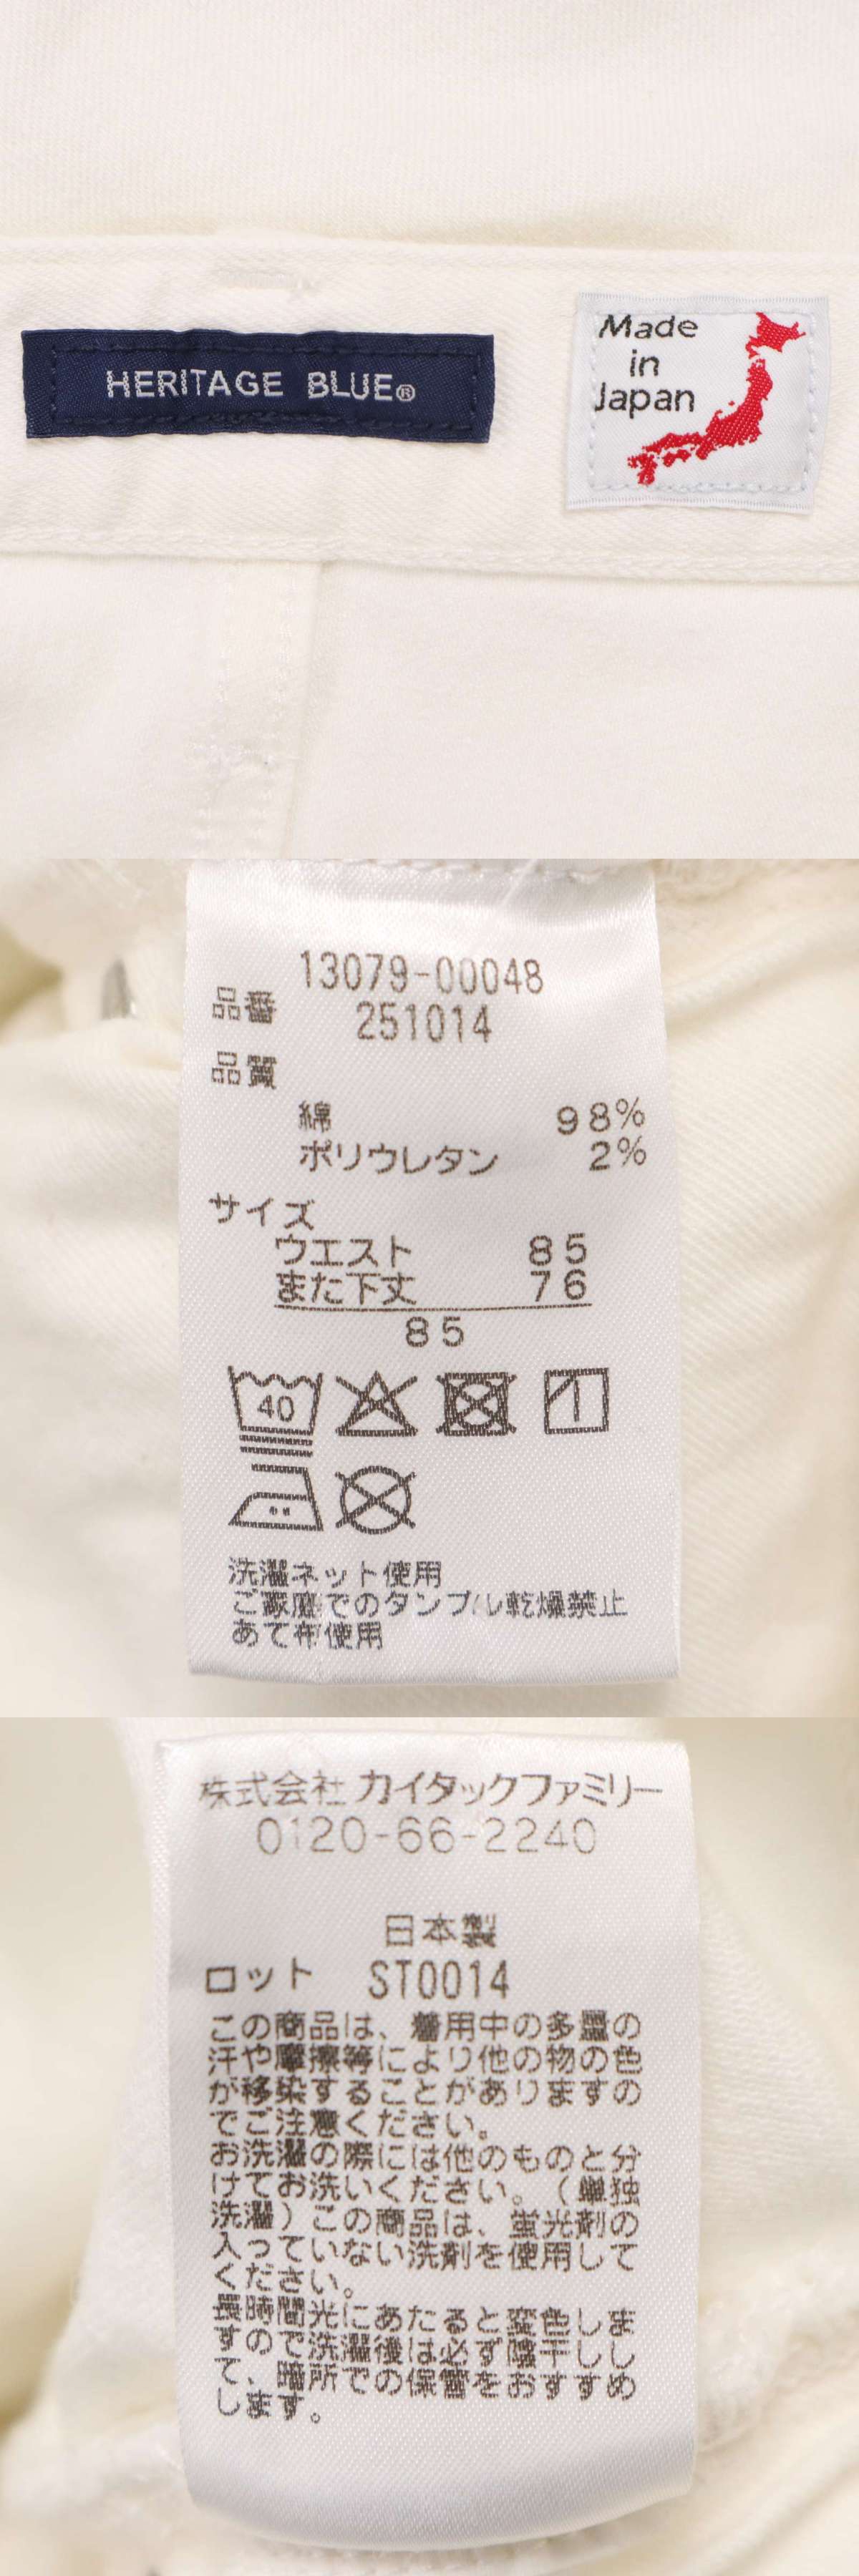 HERITAGE BLUE®
Made
in
Japan
13079-00048
品番 251014
品質
綿 98%
ポリウレタン 2%
サイズ
ウエスト 85
また下丈 76
85
40
洗濯ネット使用
ご家庭でのタンブル乾燥禁止
あて布使用
株式会社 カイタックファミリー
0120-66-2240
日本製
ロット ST0014
この商品は、着用中の多量の
汗や摩擦等により他の物の色
が移染することがありますの
でご注意ください。
お洗濯の際には他のものと分
けてお洗いください。（単独
洗濯）この商品は、蛍光剤の
入っていない洗剤を使用して
ください。
長時間光にあたると変色しま
すので洗濯後は必ず陰干しし
て、暗所での保管をおすすめ
します。